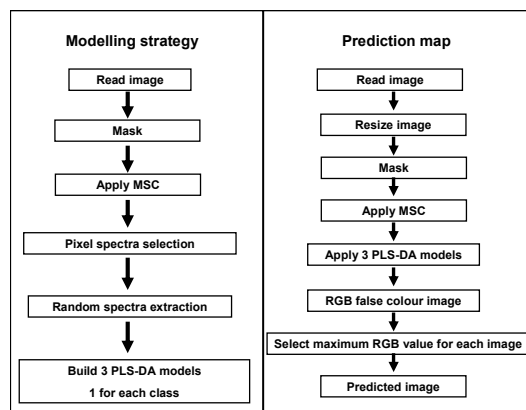 Modelling strategy
Read image
Mask
Apply MSC
Pixel spectra selection
Random spectra extraction
Build 3 PLS-DA models
1 for each class
Prediction map
Read image
Resize image
Mask
Apply MSC
Apply 3 PLS-DA models
RGB false colour image
Select maximum RGB value for each image
Predicted image